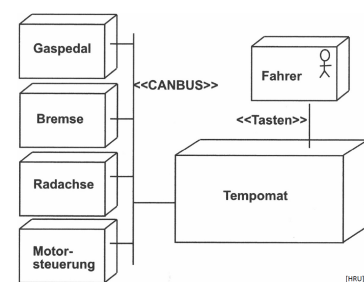 Gaspedal
<<CANBUS>>
Fahrer
Bremse
<<Tasten>>
Radachse
Tempomat
Motor-
steuerung
[HRU]